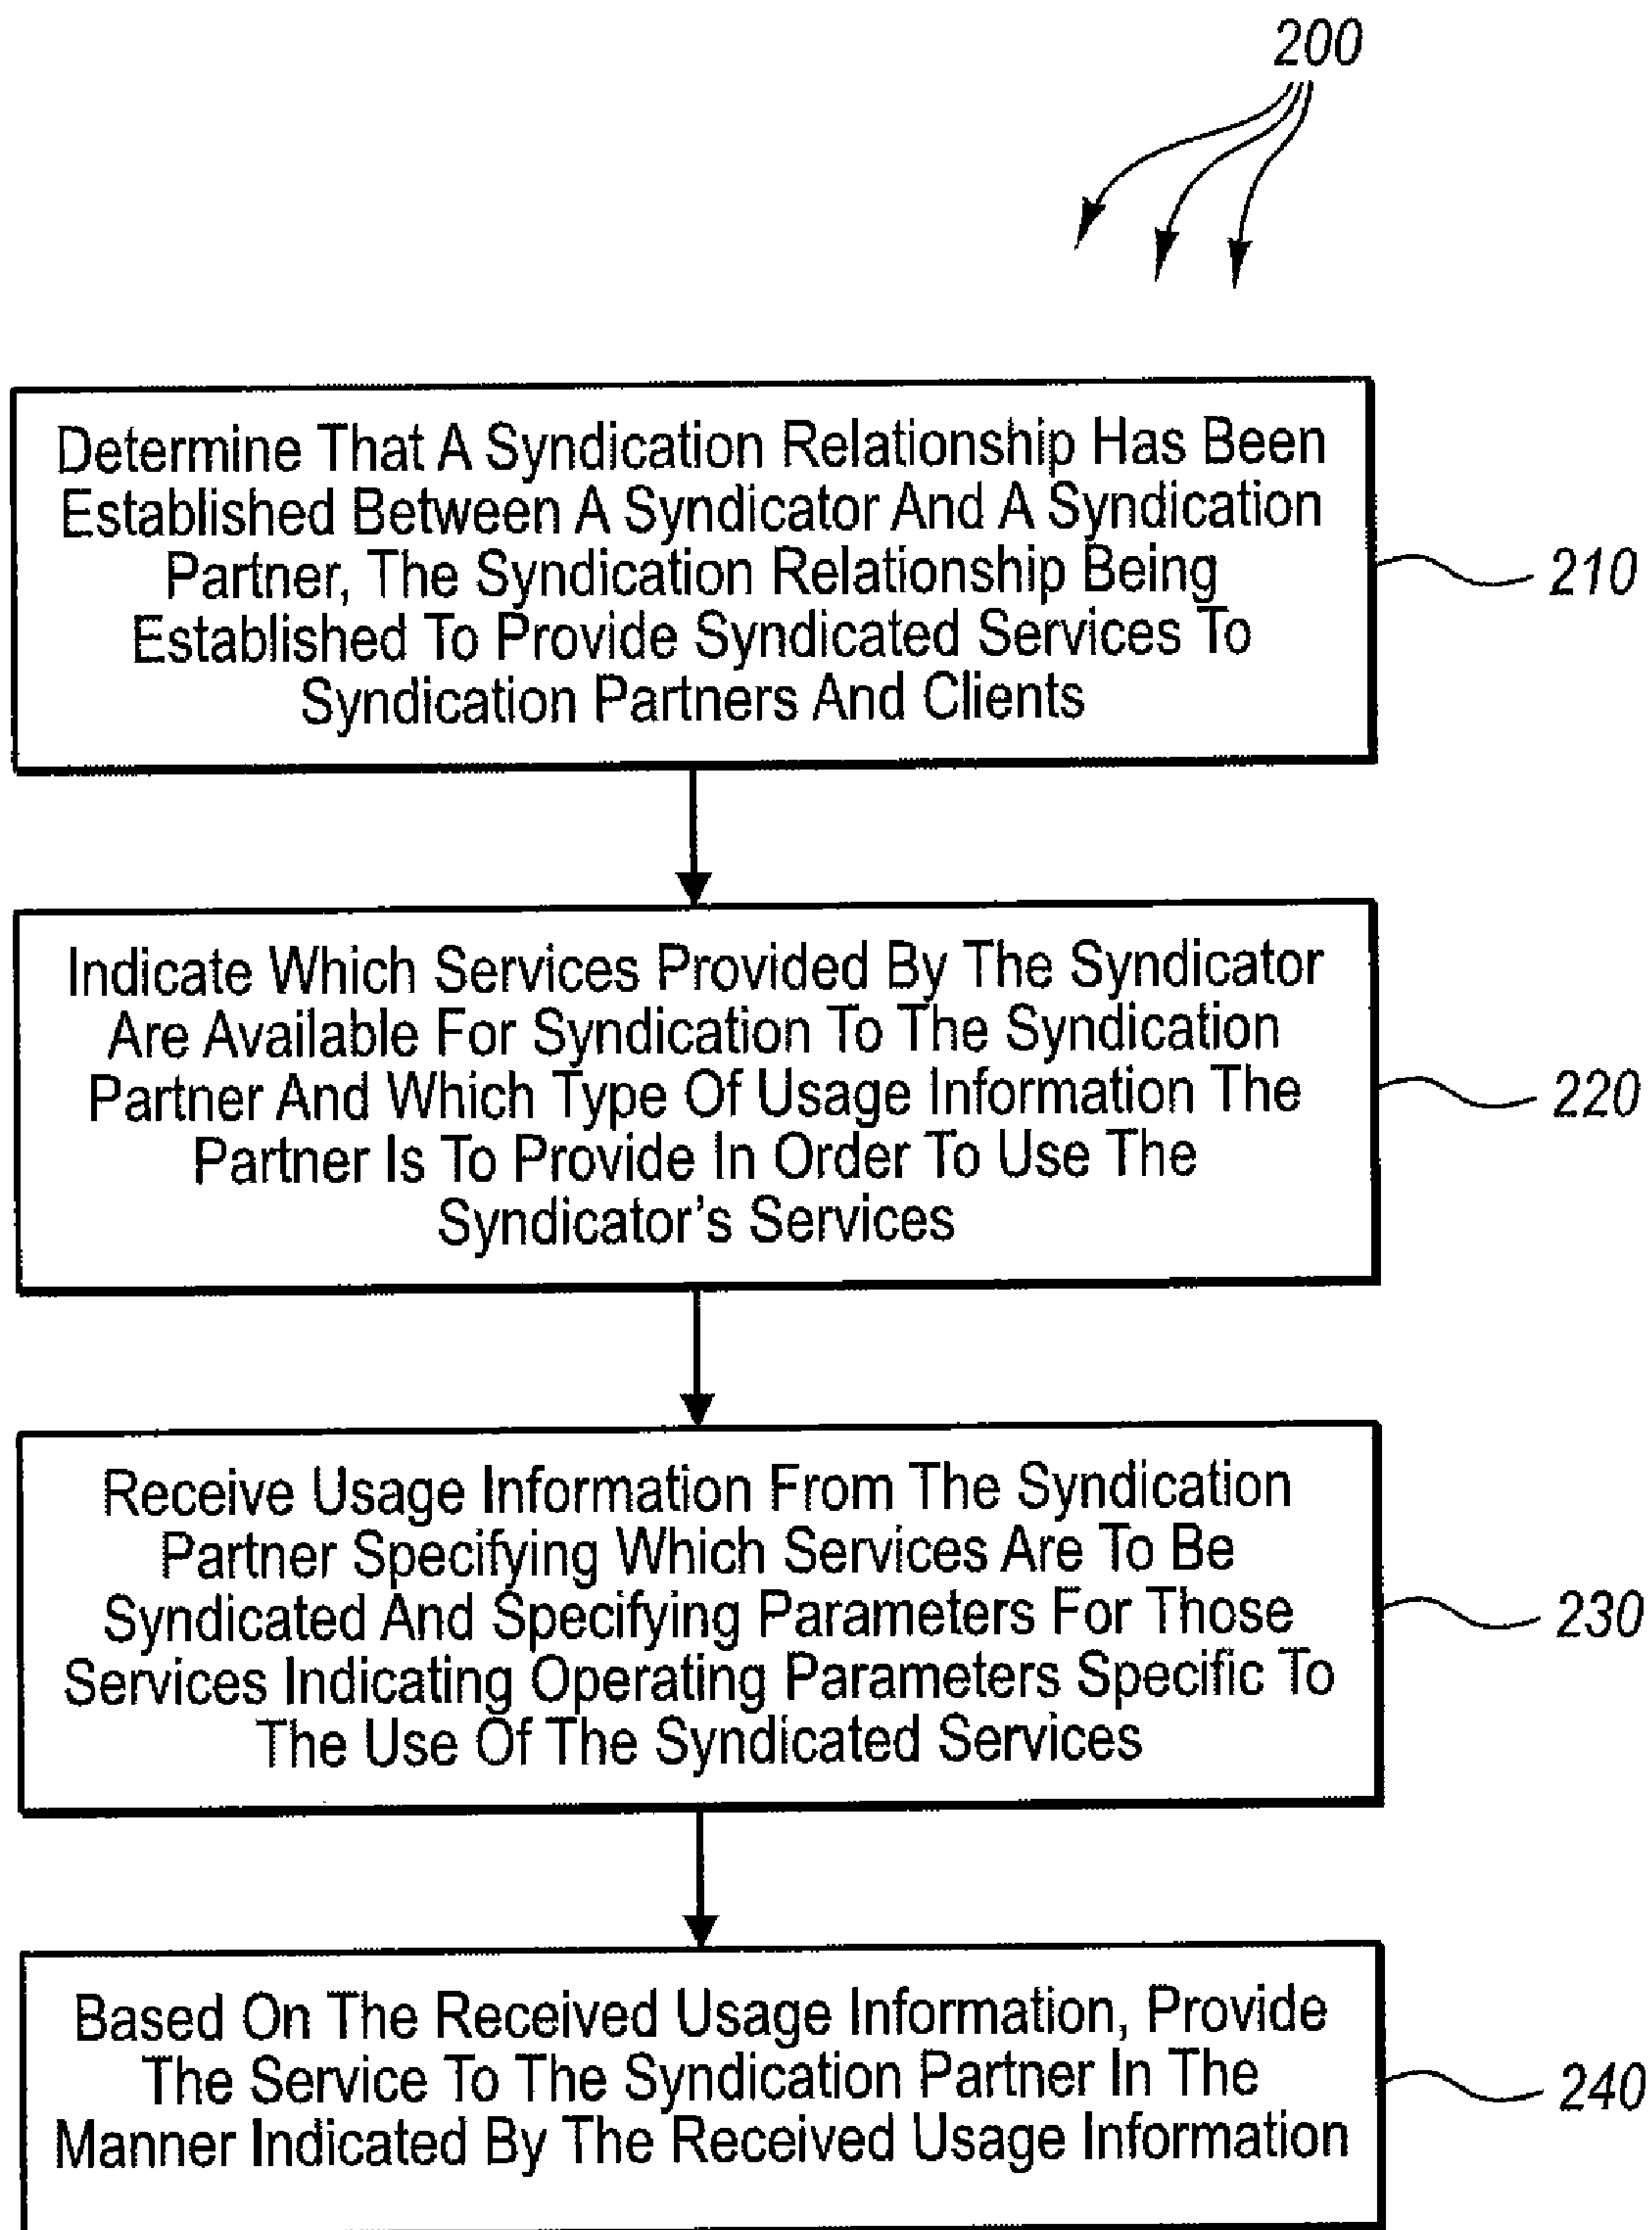 200
Determine That A Syndication Relationship Has Been
Established Between A Syndicator And A Syndication
Partner, The Syndication Relationship Being
Established To Provide Syndicated Services To
Syndication Partners And Clients
210
Indicate Which Services Provided By The Syndicator
Are Available For Syndication To The Syndication
Partner And Which Type Of Usage Information The
Partner Is To Provide In Order To Use The
Syndicator's Services
220
Receive Usage Information From The Syndication
Partner Specifying Which Services Are To Be
Syndicated And Specifying Parameters For Those
Services Indicating Operating Parameters Specific To
The Use Of The Syndicated Services
230
Based On The Received Usage Information, Provide
The Service To The Syndication Partner In The
Manner Indicated By The Received Usage Information
240